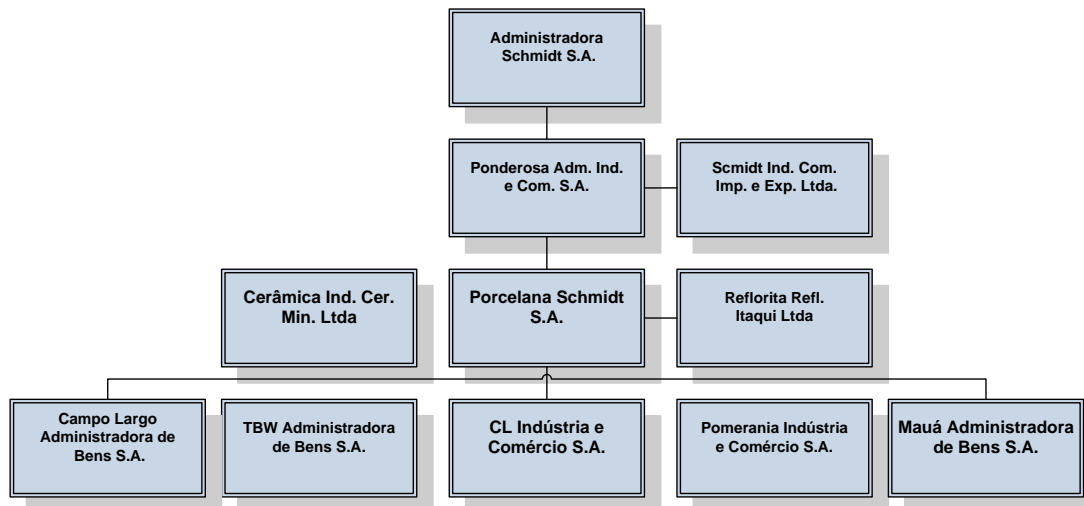 Administradora
Schmidt S.A.
Ponderosa Adm. Ind.
e Com. S.A.
Scmidt Ind. Com.
Imp. e Exp. Ltda.
Cerâmica Ind. Cer.
Min. Ltda
Porcelana Schmidt
S.A.
Reflorita Refl.
Itaqui Ltda
Campo Largo
Administradora de
Bens S.A.
TBW Administradora
de Bens S.A.
CL Indústria e
Comércio S.A.
Pomerania Indústria
e Comércio S.A.
Mauá Administradora
de Bens S.A.